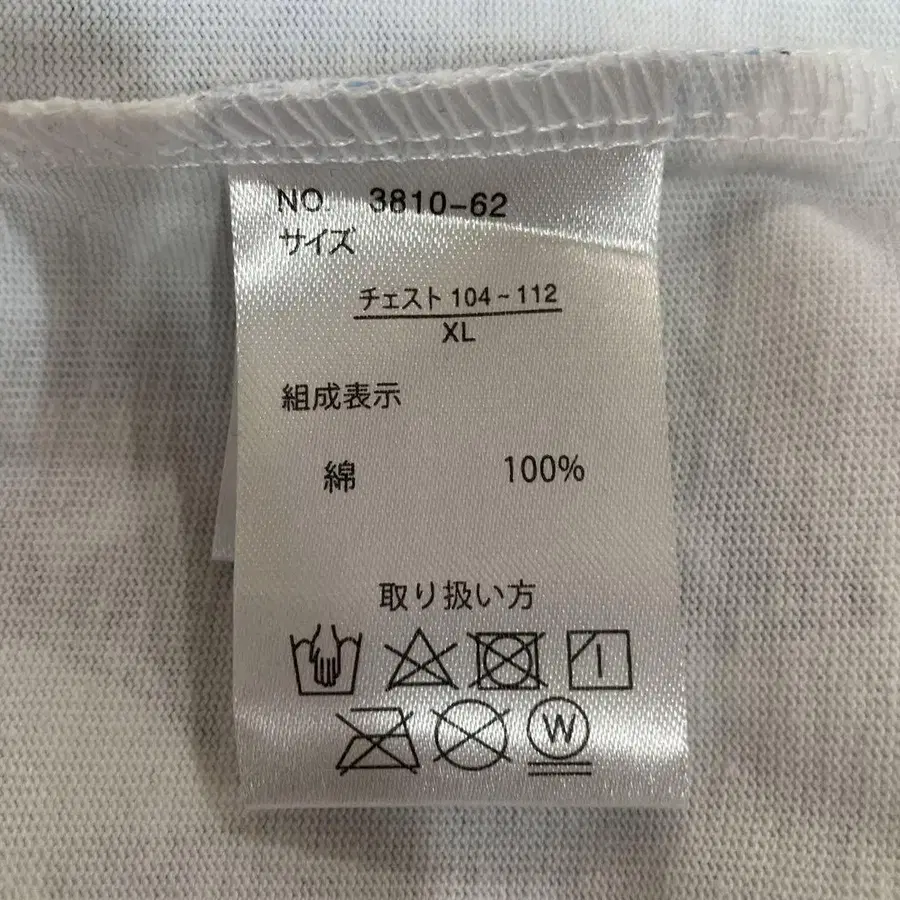 NO. 3810-62
サイズ
チェスト 104~112
XL
組成表示
綿 100%
取り扱い方
W